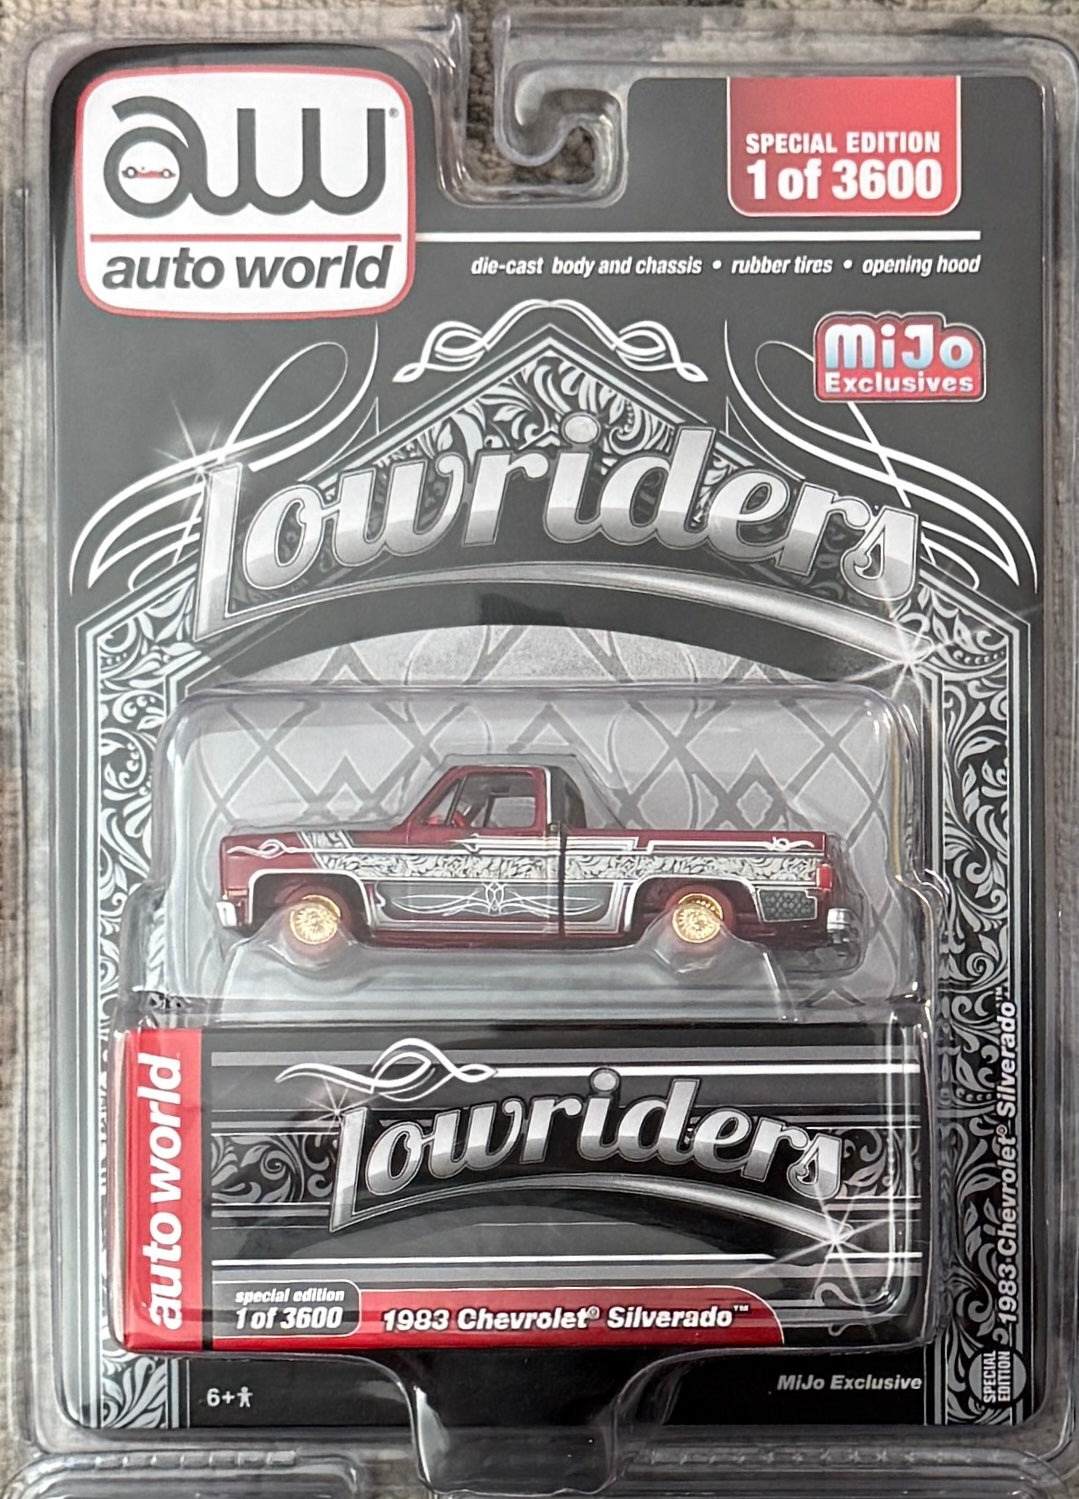 aw®
auto world
SPECIAL EDITION
1 of 3600
die-cast body and chassis • rubber tires • opening hood
MiJo
Exclusives
Lowriders
auto world
Lowriders
special edition
1 of 3600
1983 Chevrolet® Silverado™
6+
MiJo Exclusive
SPECIAL
EDITION
1983 Chevrolet® Silverado™